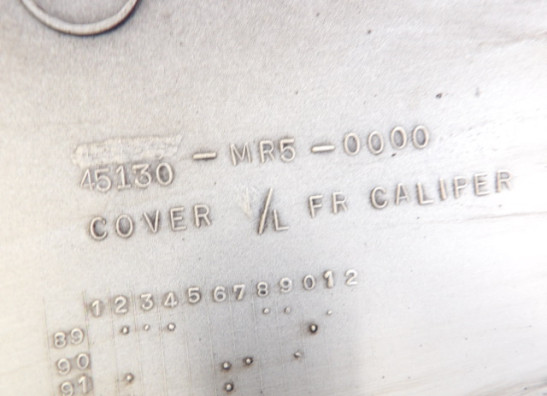 45130 - MR5 - 0000
COVER /L FR CALIPER
1 2 3 4 5 6 7 8 9 0 1 2
89
90
91